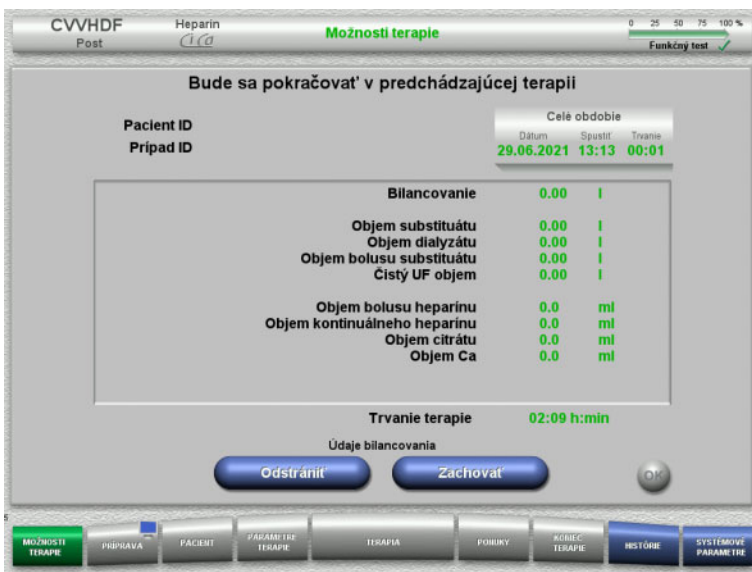 CVVHDF Heparin Možnosti terapie 0 25 50 75 100 %
Post Ci Ca Funkčný test
Bude sa pokračovať v predchádzajúcej terapii
Celé obdobie
Pacient ID
Dátum Spustiť Trvanie
Prípad ID 29.06.2021 13:13 00:01
Bilancovanie 0.00 l
Objem substituátu 0.00 l
Objem dialyzátu 0.00 l
Objem bolusu substituátu 0.00 l
Čistý UF objem 0.00 l
Objem bolusu heparínu 0.0 ml
Objem kontinuálneho heparínu 0.0 ml
Objem citrátu 0.0 ml
Objem Ca 0.0 ml
Trvanie terapie 02:09 h:min
Údaje bilancovania
Odstrániť Zachovať OK
5
MOŽNOSTI TERAPIE PRÍPRAVA PACIENT PARAMETRE TERAPIE TERAPIA PONUKY KONIEC TERAPIE HISTÓRIE SYSTÉMOVÉ PARAMETRE